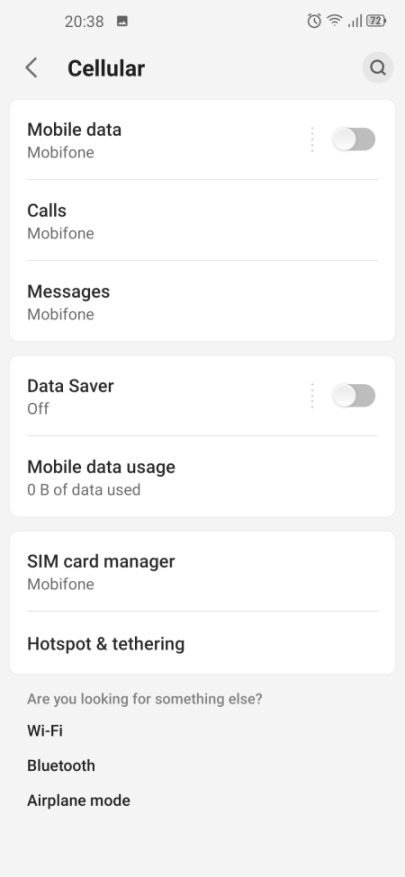 20:38
72
Cellular
Mobile data
Mobifone
Calls
Mobifone
Messages
Mobifone
Data Saver
Off
Mobile data usage
0 B of data used
SIM card manager
Mobifone
Hotspot & tethering
Are you looking for something else?
Wi-Fi
Bluetooth
Airplane mode